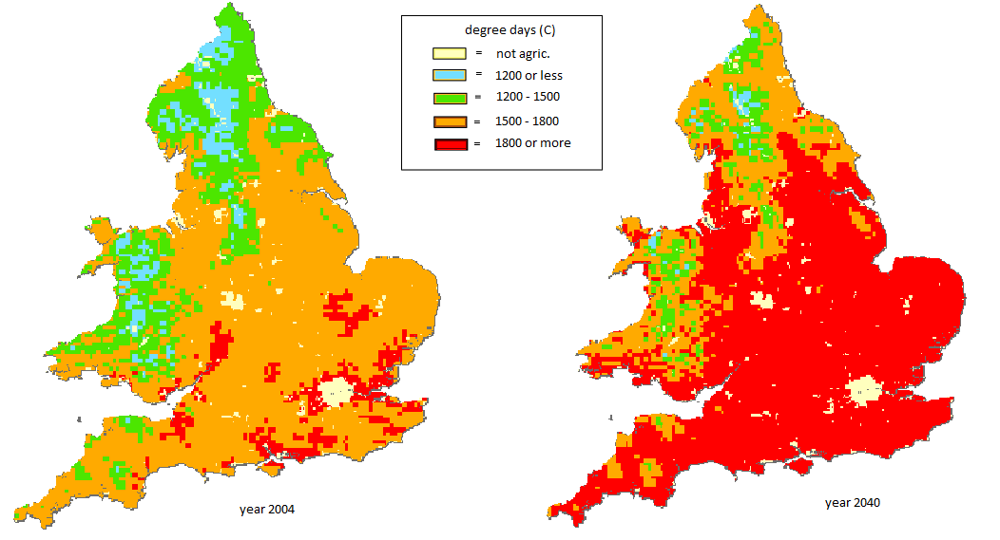 degree days (C)
= not agric.
= 1200 or less
= 1200 - 1500
= 1500 - 1800
= 1800 or more
year 2004
year 2040